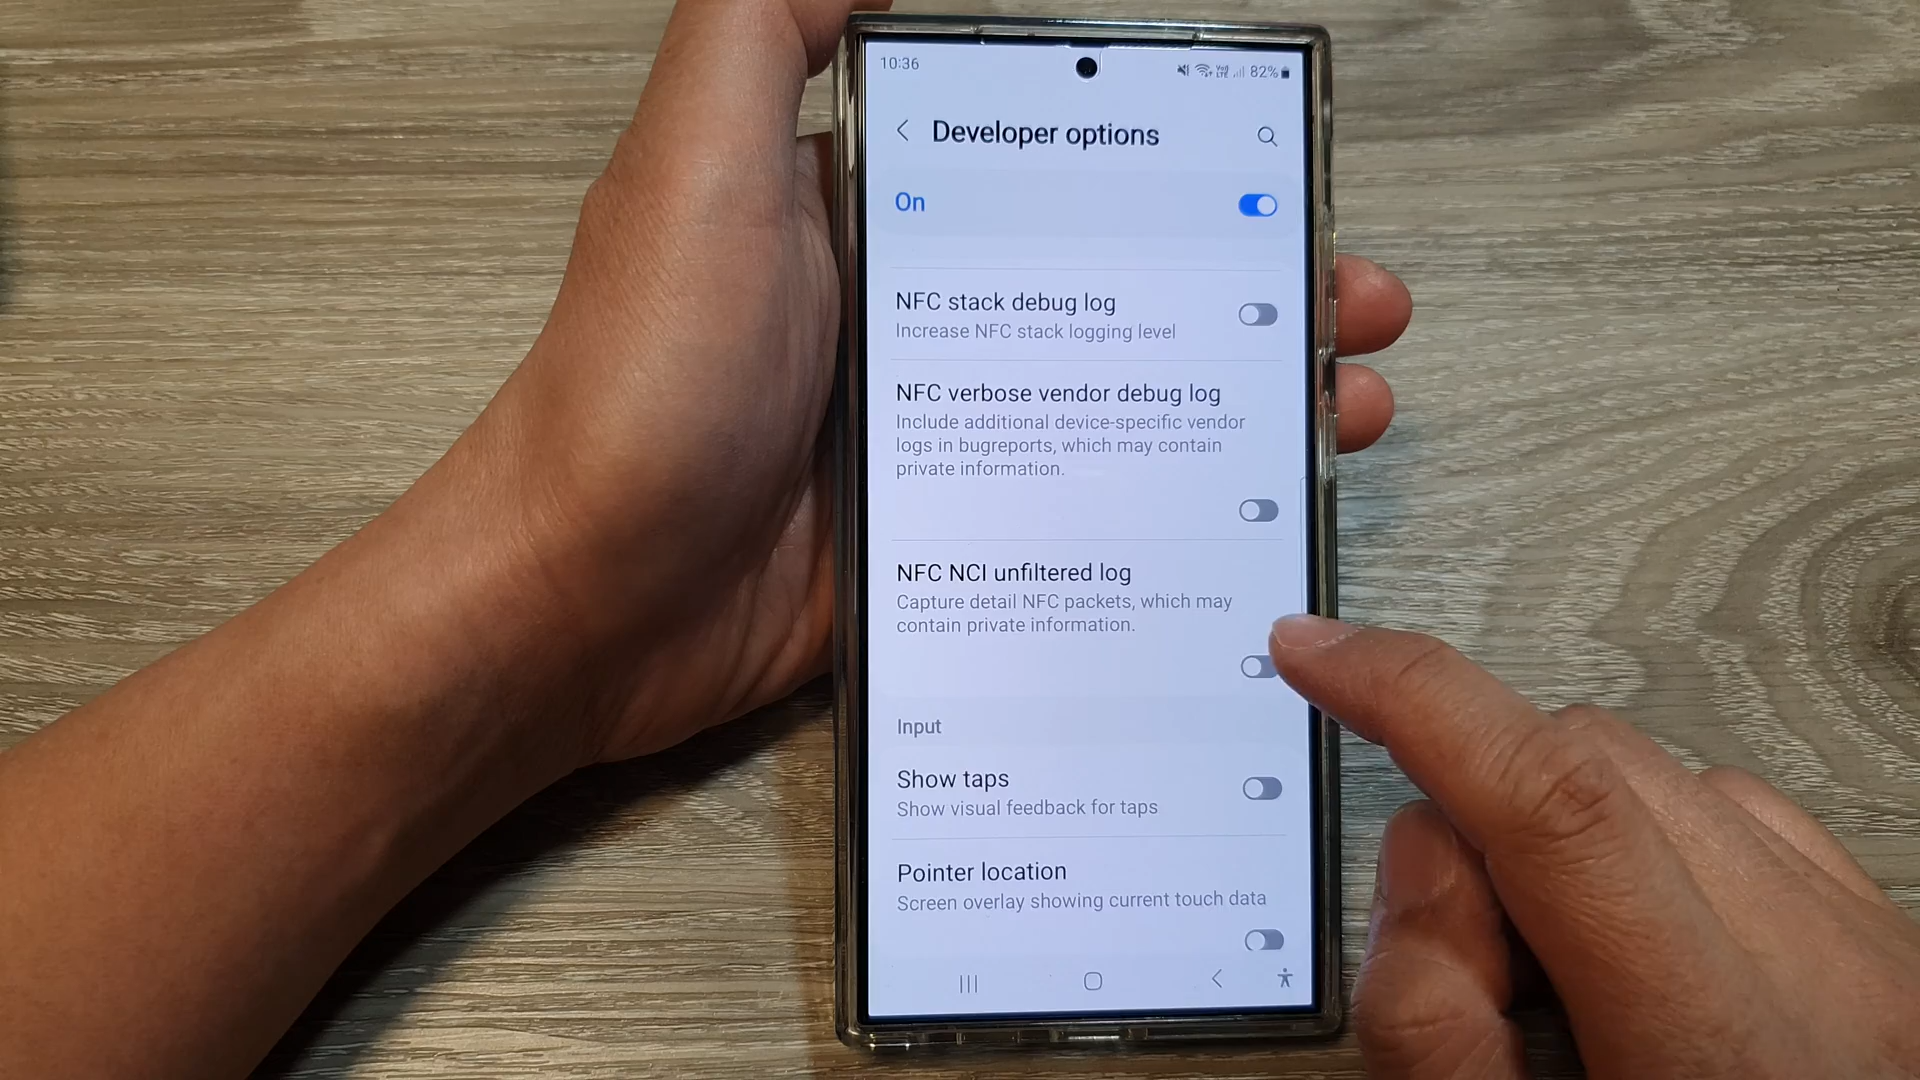 10:36
82%
Developer options
On
NFC stack debug log
Increase NFC stack logging level
NFC verbose vendor debug log
Include additional device-specific vendor
logs in bugreports, which may contain
private information.
NFC NCI unfiltered log
Capture detail NFC packets, which may
contain private information.
Input
Show taps
Show visual feedback for taps
Pointer location
Screen overlay showing current touch data